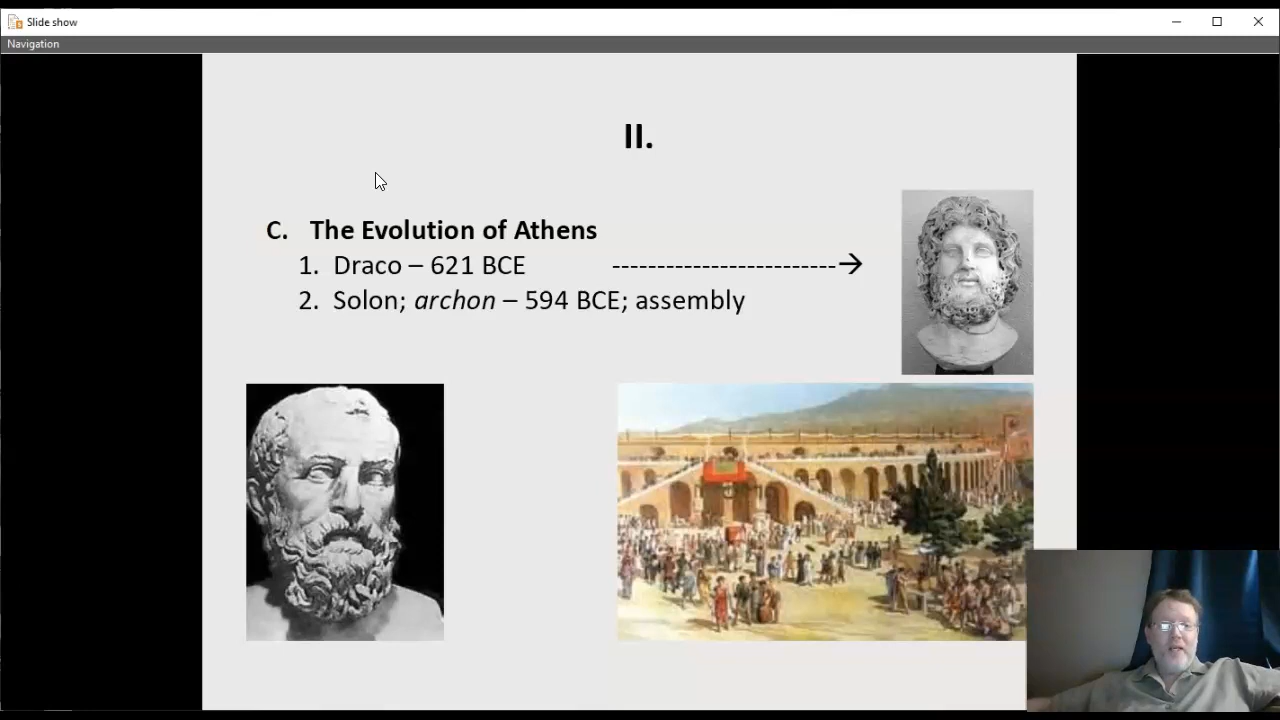 Slide show
Navigation
II.
C. The Evolution of Athens
1. Draco – 621 BCE -------------------------→
2. Solon; archon – 594 BCE; assembly